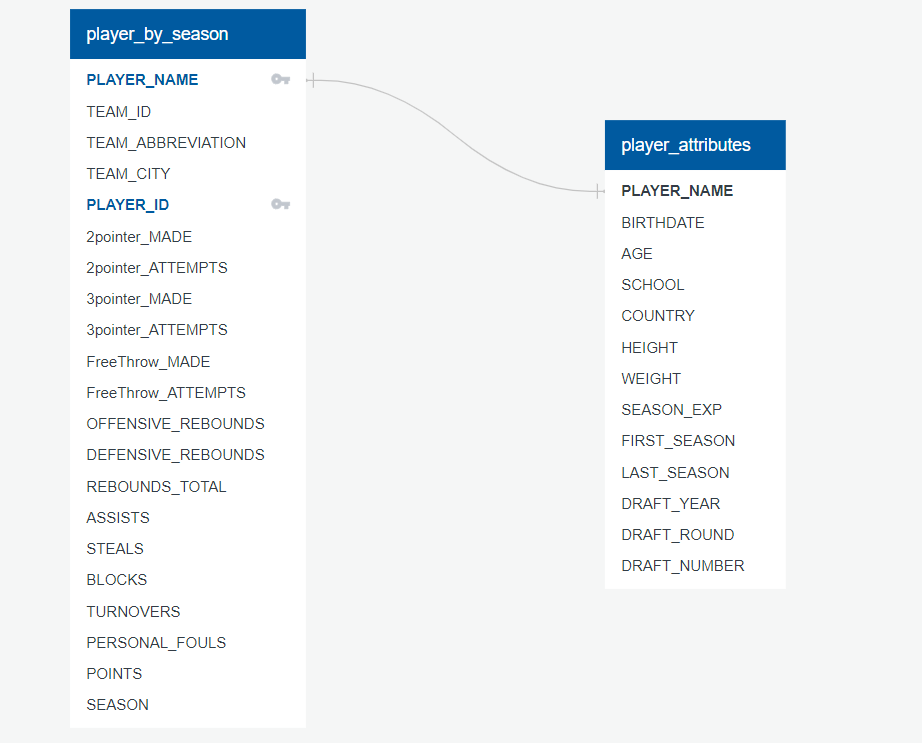 player_by_season
PLAYER_NAME
TEAM_ID
TEAM_ABBREVIATION
TEAM_CITY
PLAYER_ID
2pointer_MADE
2pointer_ATTEMPTS
3pointer_MADE
3pointer_ATTEMPTS
FreeThrow_MADE
FreeThrow_ATTEMPTS
OFFENSIVE_REBOUNDS
DEFENSIVE_REBOUNDS
REBOUNDS_TOTAL
ASSISTS
STEALS
BLOCKS
TURNOVERS
PERSONAL_FOULS
POINTS
SEASON
player_attributes
PLAYER_NAME
BIRTHDATE
AGE
SCHOOL
COUNTRY
HEIGHT
WEIGHT
SEASON_EXP
FIRST_SEASON
LAST_SEASON
DRAFT_YEAR
DRAFT_ROUND
DRAFT_NUMBER